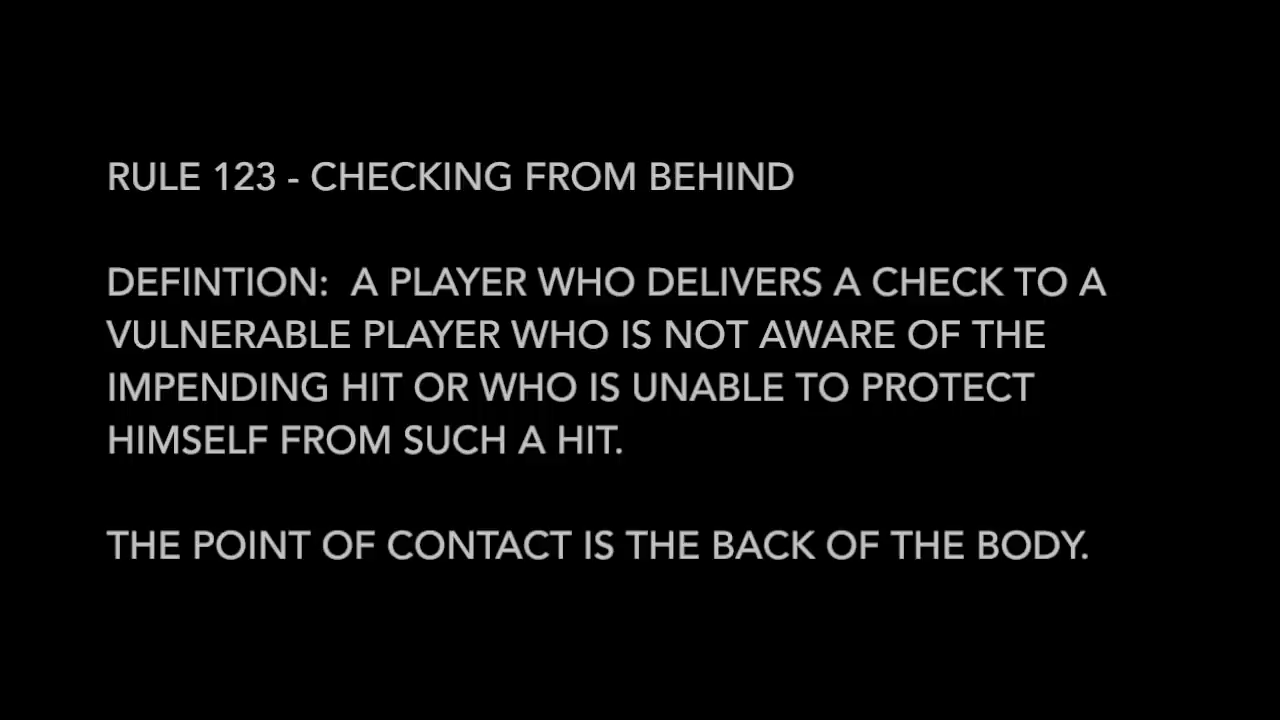 RULE 123 - CHECKING FROM BEHIND
DEFINTION:  A PLAYER WHO DELIVERS A CHECK TO A
VULNERABLE PLAYER WHO IS NOT AWARE OF THE
IMPENDING HIT OR WHO IS UNABLE TO PROTECT
HIMSELF FROM SUCH A HIT.
THE POINT OF CONTACT IS THE BACK OF THE BODY.